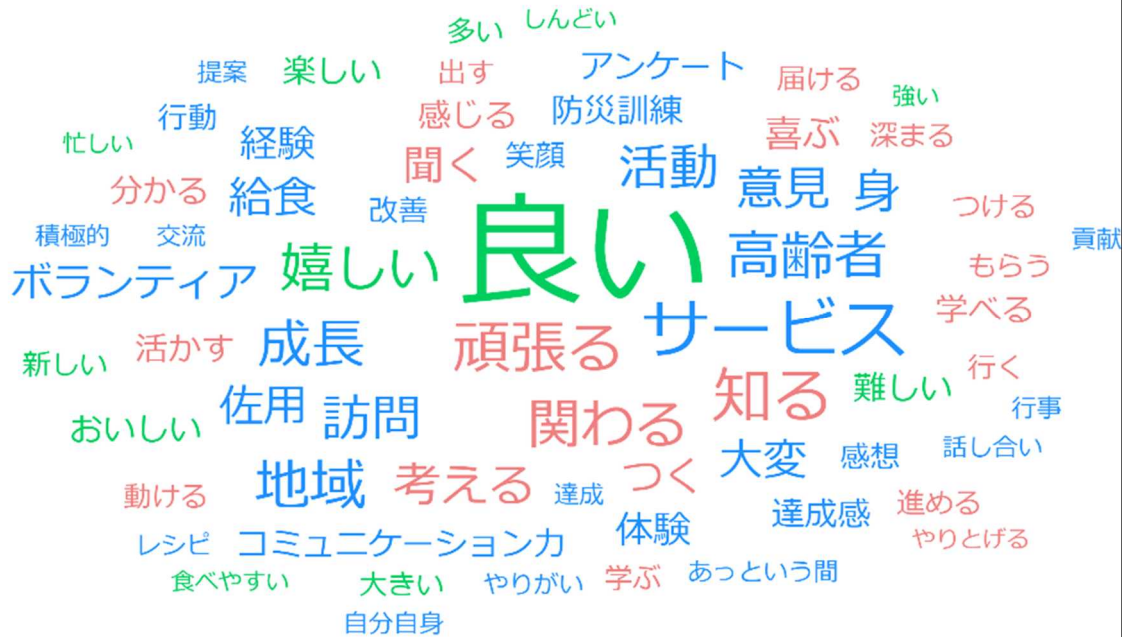 多い しんどい
提案 楽しい 出す アンケート 届ける
行動 感じる 防災訓練 強い
忙しい 経験 聞く 笑顔 活動 喜ぶ 深まる
分かる 給食 改善 意見 身 つける
積極的 交流 良い 高齢者 貢献
ボランティア 嬉しい もらう
サービス 学べる
新しい 活かす 成長 頑張る 行く
おいしい 佐用 訪問 関わる 知る 難しい 行事
大変 感想 話し合い
動ける 地域 考える 達成 つく 達成感 進める
レシピ コミュニケーション力 体験 やりとげる
食べやすい 大きい やりがい 学ぶ あっという間
自分自身